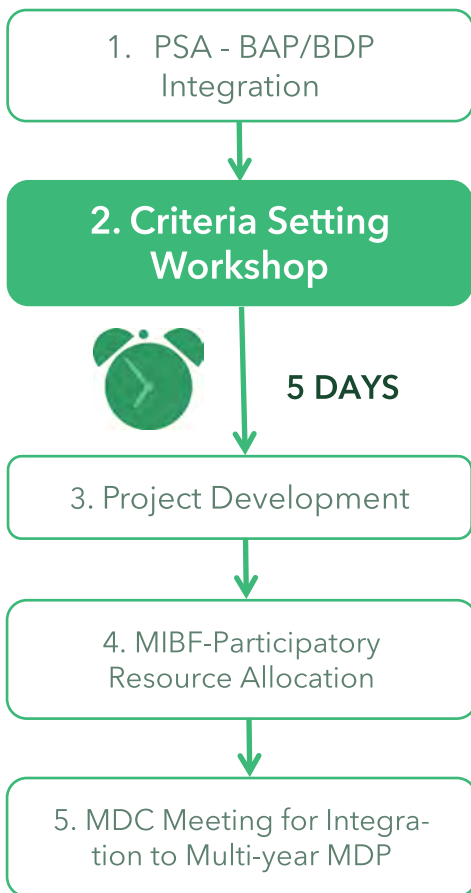 1. PSA - BAP/BDP
Integration
2. Criteria Setting
Workshop
5 DAYS
3. Project Development
4. MIBF-Participatory
Resource Allocation
5. MDC Meeting for Integra-
tion to Multi-year MDP